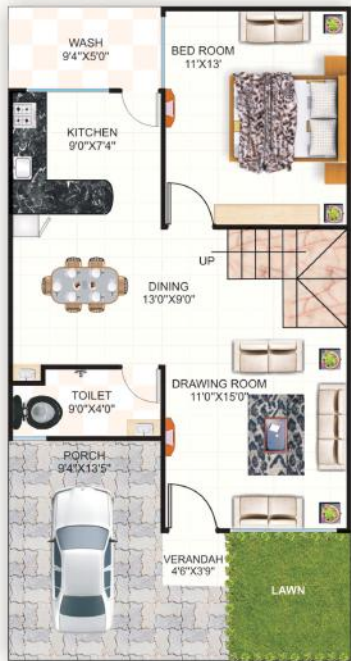 WASH
9'4"X5'0"
BED ROOM
11'X13'
KITCHEN
9'0"X7'4"
UP
DINING
13'0"X9'0"
TOILET
9'0"X4'0"
DRAWING ROOM
11'0"X15'0"
PORCH
9'4"X13'5"
VERANDAH
4'6"X3'9"
LAWN